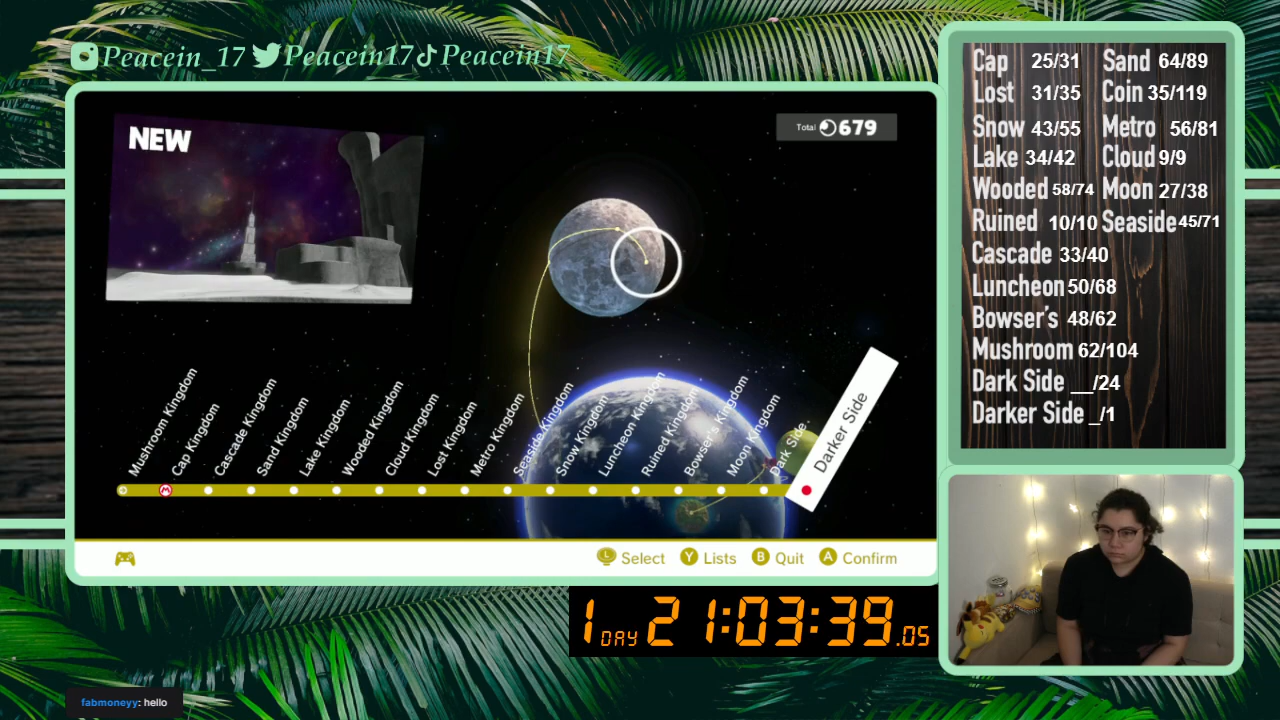 Peacein_17 Peacein17 Peacein17
NEW
Total 679
Mushroom Kingdom
Cap Kingdom
Cascade Kingdom
Sand Kingdom
Lake Kingdom
Wooded Kingdom
Cloud Kingdom
Lost Kingdom
Metro Kingdom
Seaside Kingdom
Snow Kingdom
Luncheon Kingdom
Ruined Kingdom
Bowser's Kingdom
Moon Kingdom
Dark Side
Darker Side
L Select Y Lists B Quit A Confirm
Cap 25/31 Sand 64/89
Lost 31/35 Coin 35/119
Snow 43/55 Metro 56/81
Lake 34/42 Cloud 9/9
Wooded 58/74 Moon 27/38
Ruined 10/10 Seaside 45/71
Cascade 33/40
Luncheon 50/68
Bowser's 48/62
Mushroom 62/104
Dark Side __/24
Darker Side _/1
1 DAY 21:03:39.05
fabmoneyy: hello